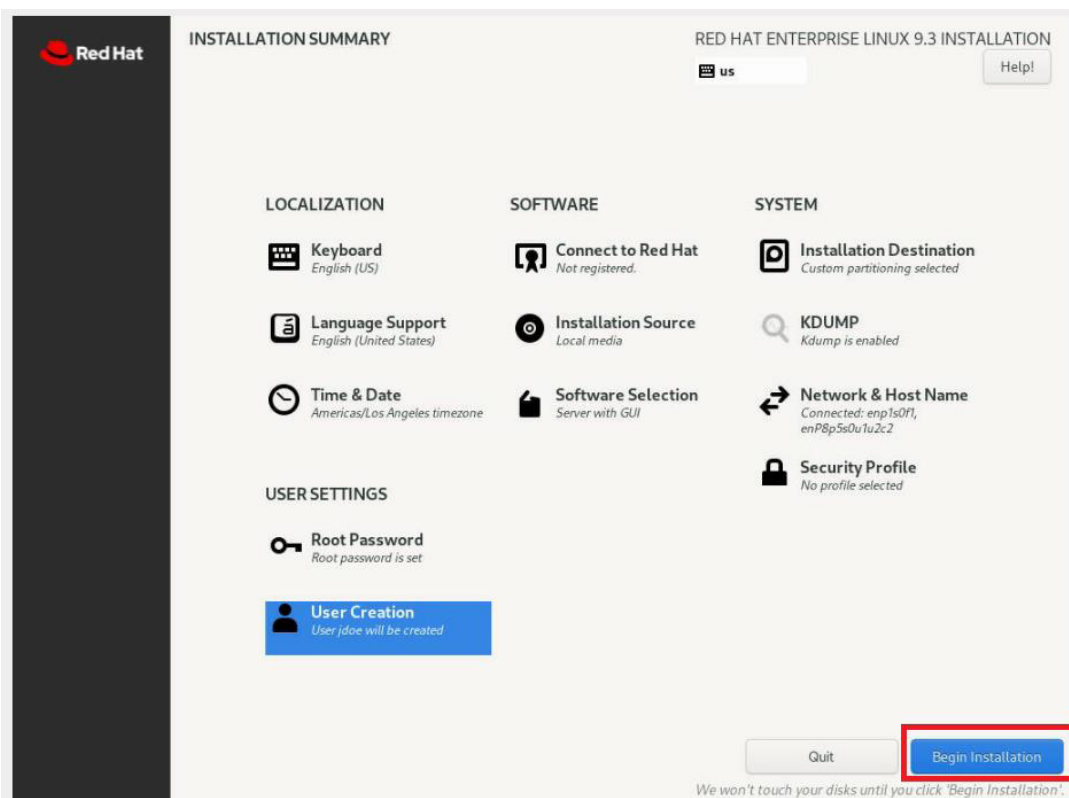 Red Hat
INSTALLATION SUMMARY
RED HAT ENTERPRISE LINUX 9.3 INSTALLATION
us
Help!
LOCALIZATION
Keyboard
English (US)
Language Support
English (United States)
Time & Date
Americas/Los Angeles timezone
SOFTWARE
Connect to Red Hat
Not registered.
Installation Source
Local media
Software Selection
Server with GUI
SYSTEM
Installation Destination
Custom partitioning selected
KDUMP
Kdump is enabled
Network & Host Name
Connected: enp1s0f1,
enP8p5s0u1u2c2
Security Profile
No profile selected
USER SETTINGS
Root Password
Root password is set
User Creation
User jdoe will be created
Quit
Begin Installation
We won't touch your disks until you click 'Begin Installation'.